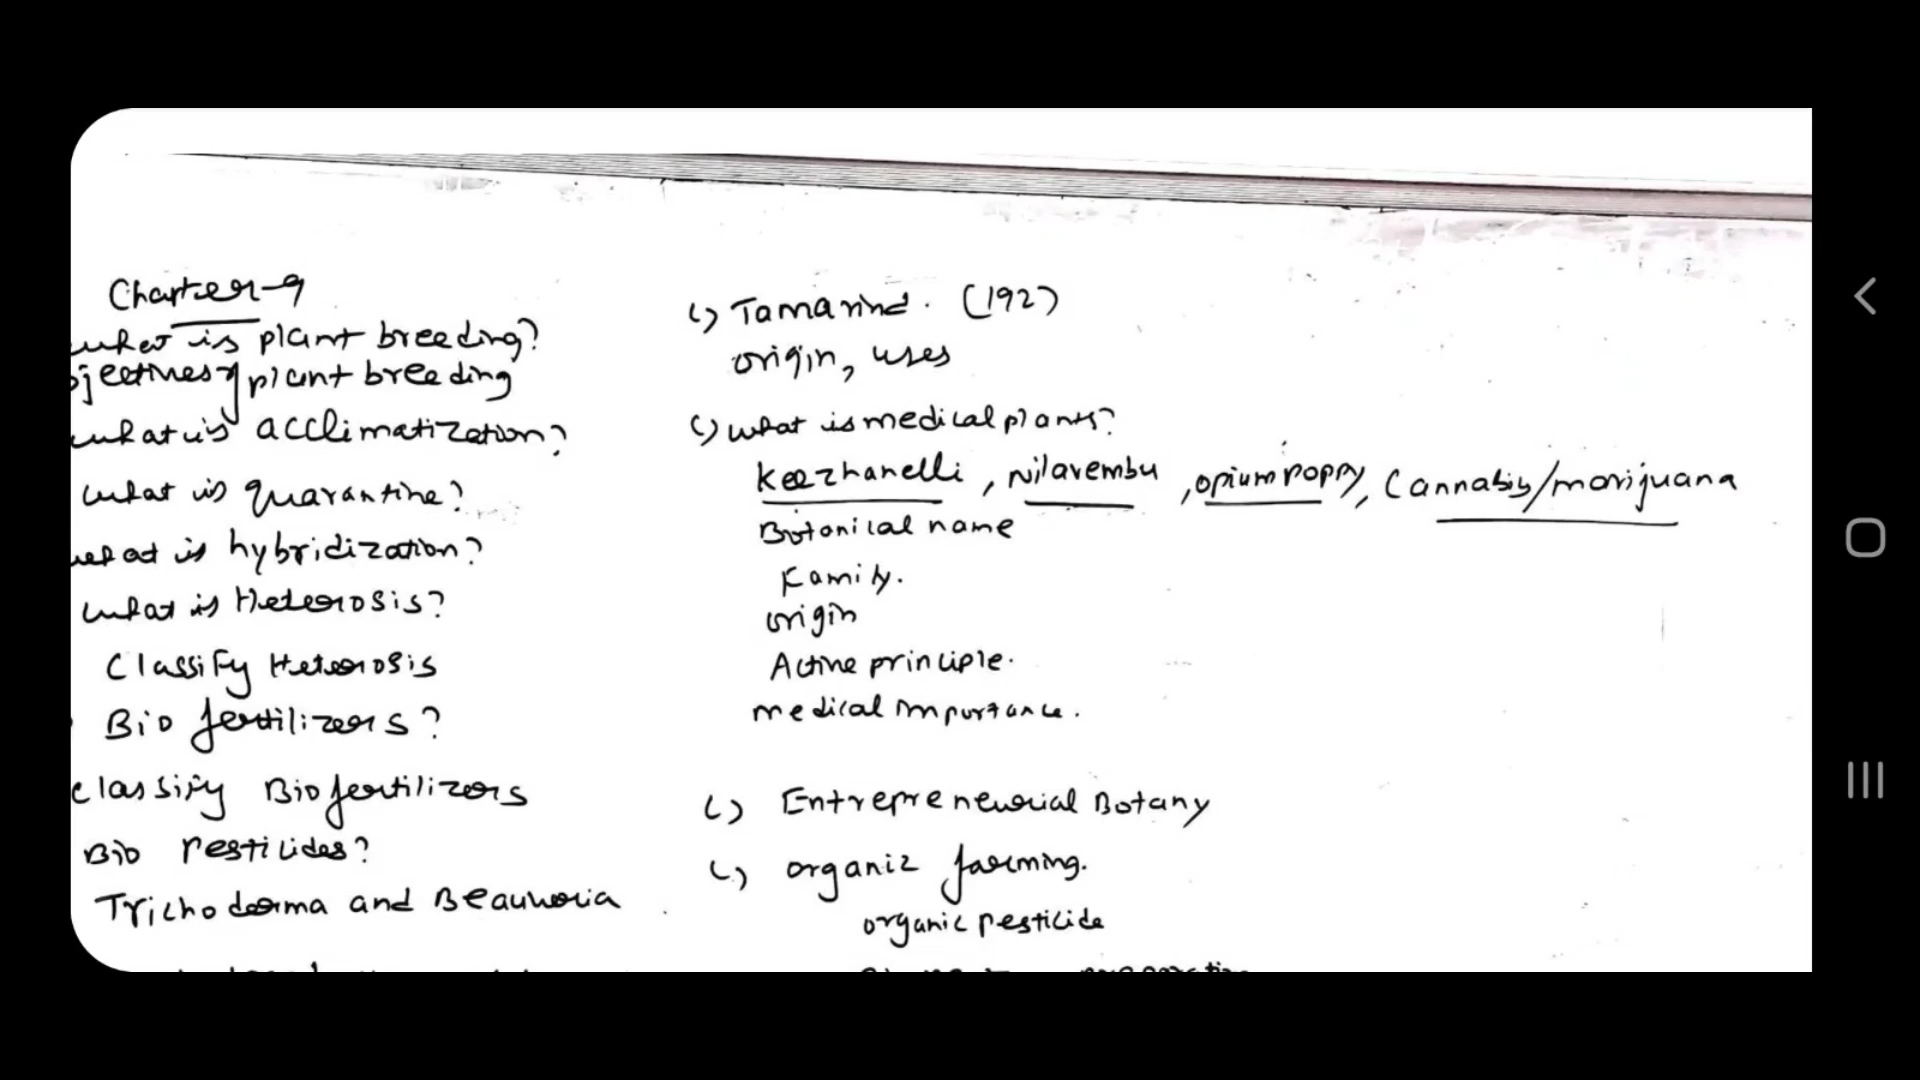 Chapter-9
what is plant breeding?
objectives of plant breeding
what is acclimatization?
what is quarantine?
what is hybridization?
what is Heterosis?
Classify Heterosis
Bio fertilizers?
classify Biofertilizers
Bio Pesticides?
Trichoderma and Beauveria
(,) Tamarind. (192)
origin, uses
(,) what is medical plants?
Keezhanelli, Nilavembu, opium poppy, Cannabis/marijuana
Botanical name
Family.
origin
Active principle.
medical importance.
(,) Entrepreneurial Botany
(,) organic farming.
organic pesticide